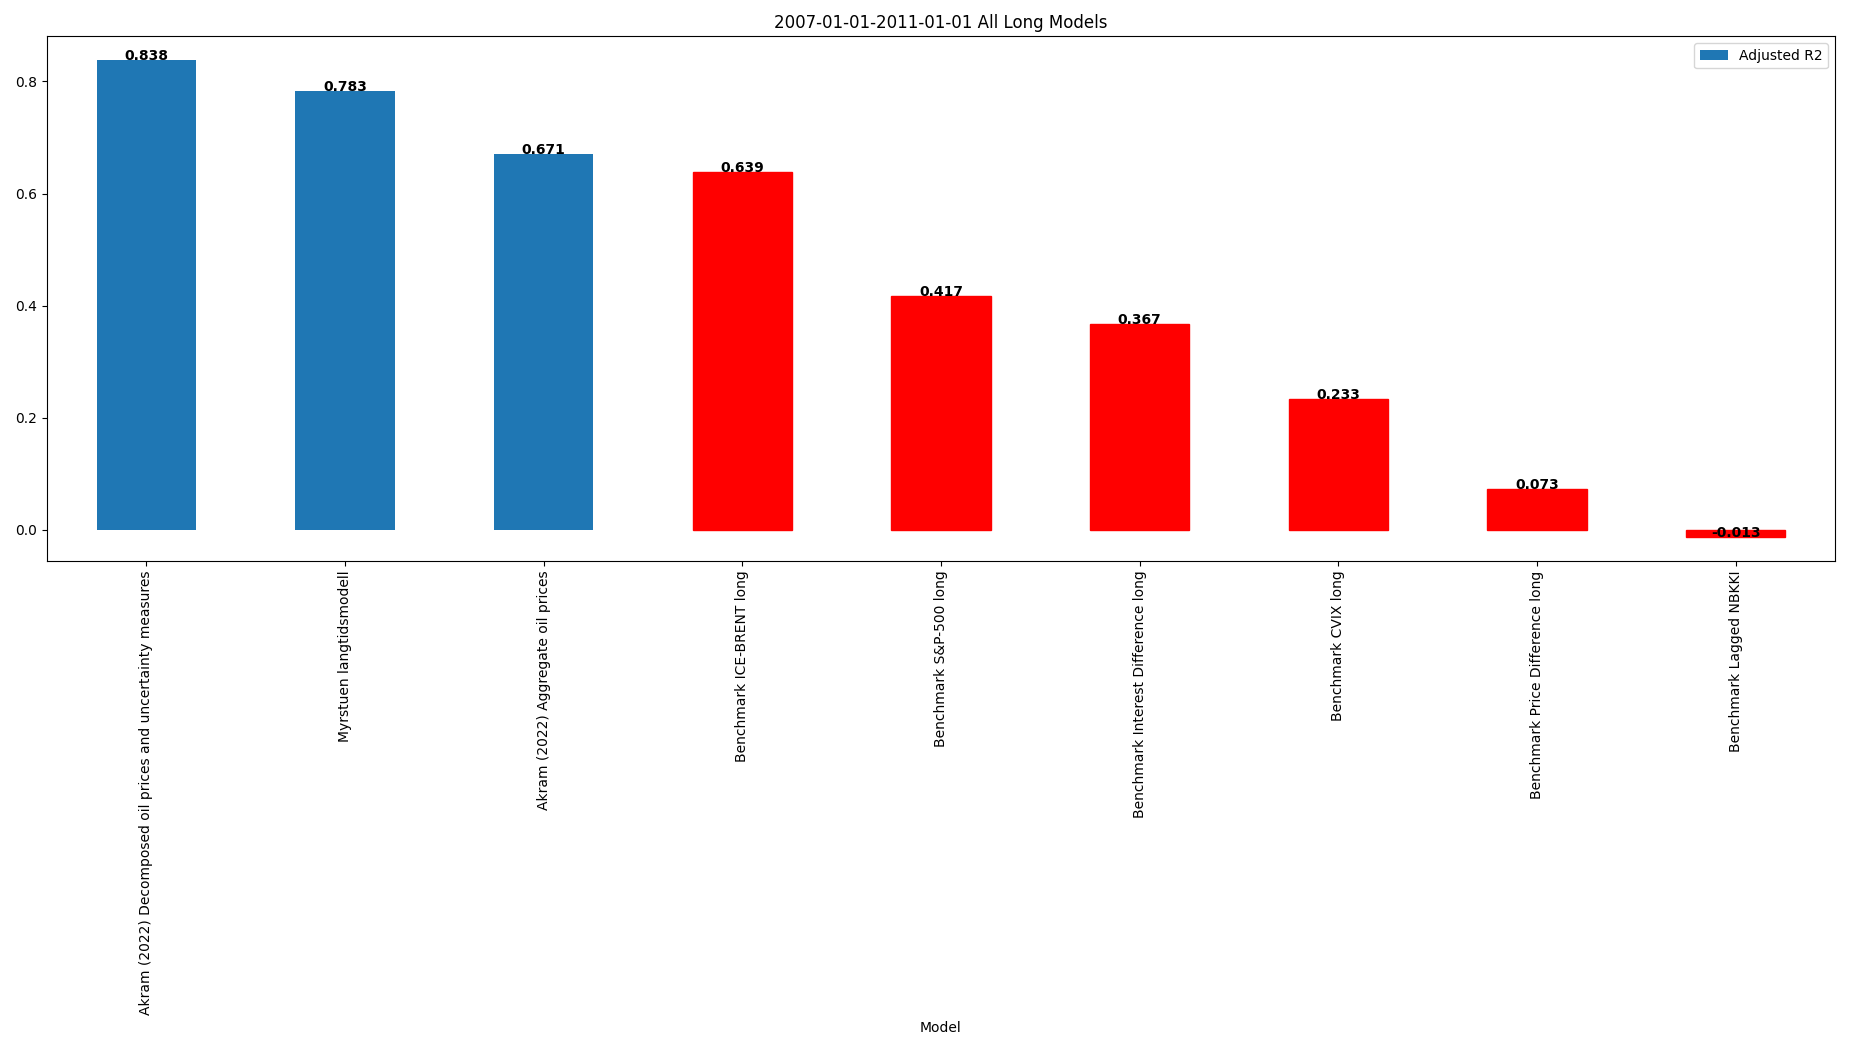 2007-01-01-2011-01-01 All Long Models
Adjusted R2
0.838
0.783
0.671
0.639
0.417
0.367
0.233
0.073
-0.013
0.8
0.6
0.4
0.2
0.0
Akram (2022) Decomposed oil prices and uncertainty measures
Myrstuen langtidsmodell
Akram (2022) Aggregate oil prices
Benchmark ICE-BRENT long
Benchmark S&P-500 long
Benchmark Interest Difference long
Benchmark CVIX long
Benchmark Price Difference long
Benchmark Lagged NBKKI
Model